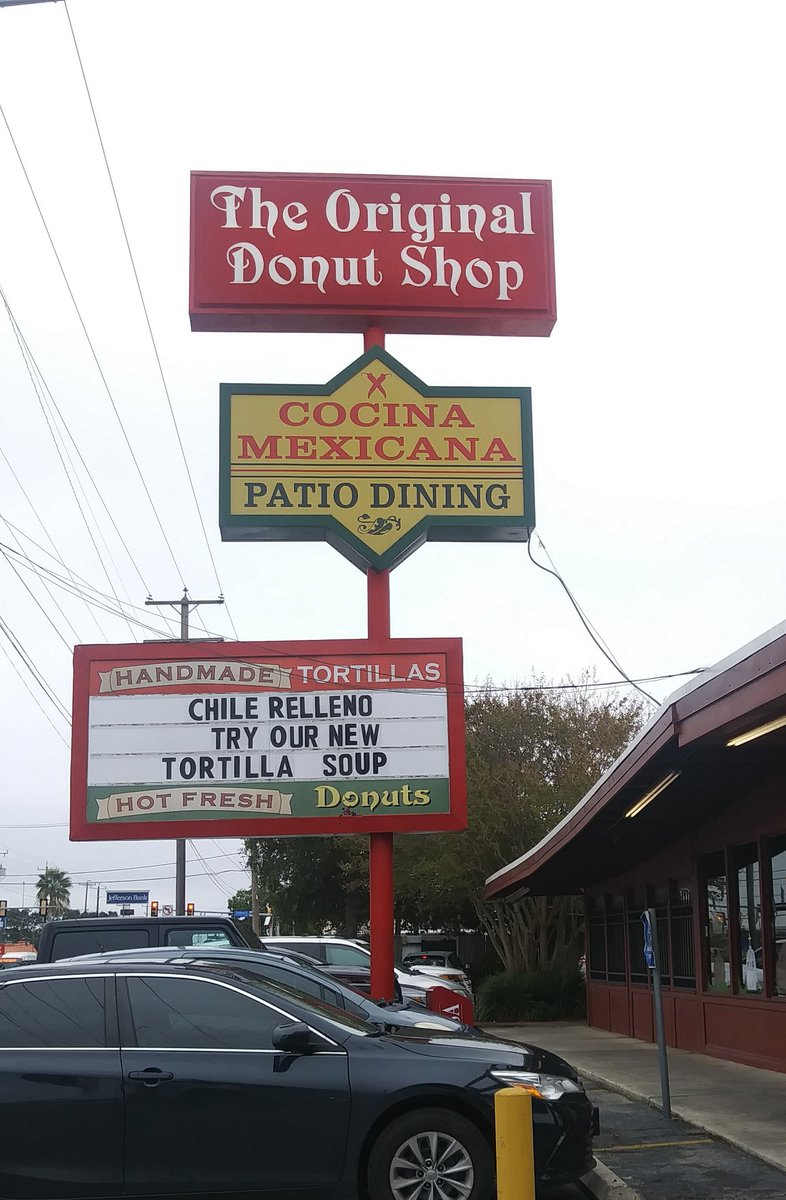 The Original
Donut Shop
COCINA
MEXICANA
PATIO DINING
HANDMADE TORTILLAS
CHILE RELLENO
TRY OUR NEW
TORTILLA SOUP
HOT FRESH Donuts
Jefferson Bank